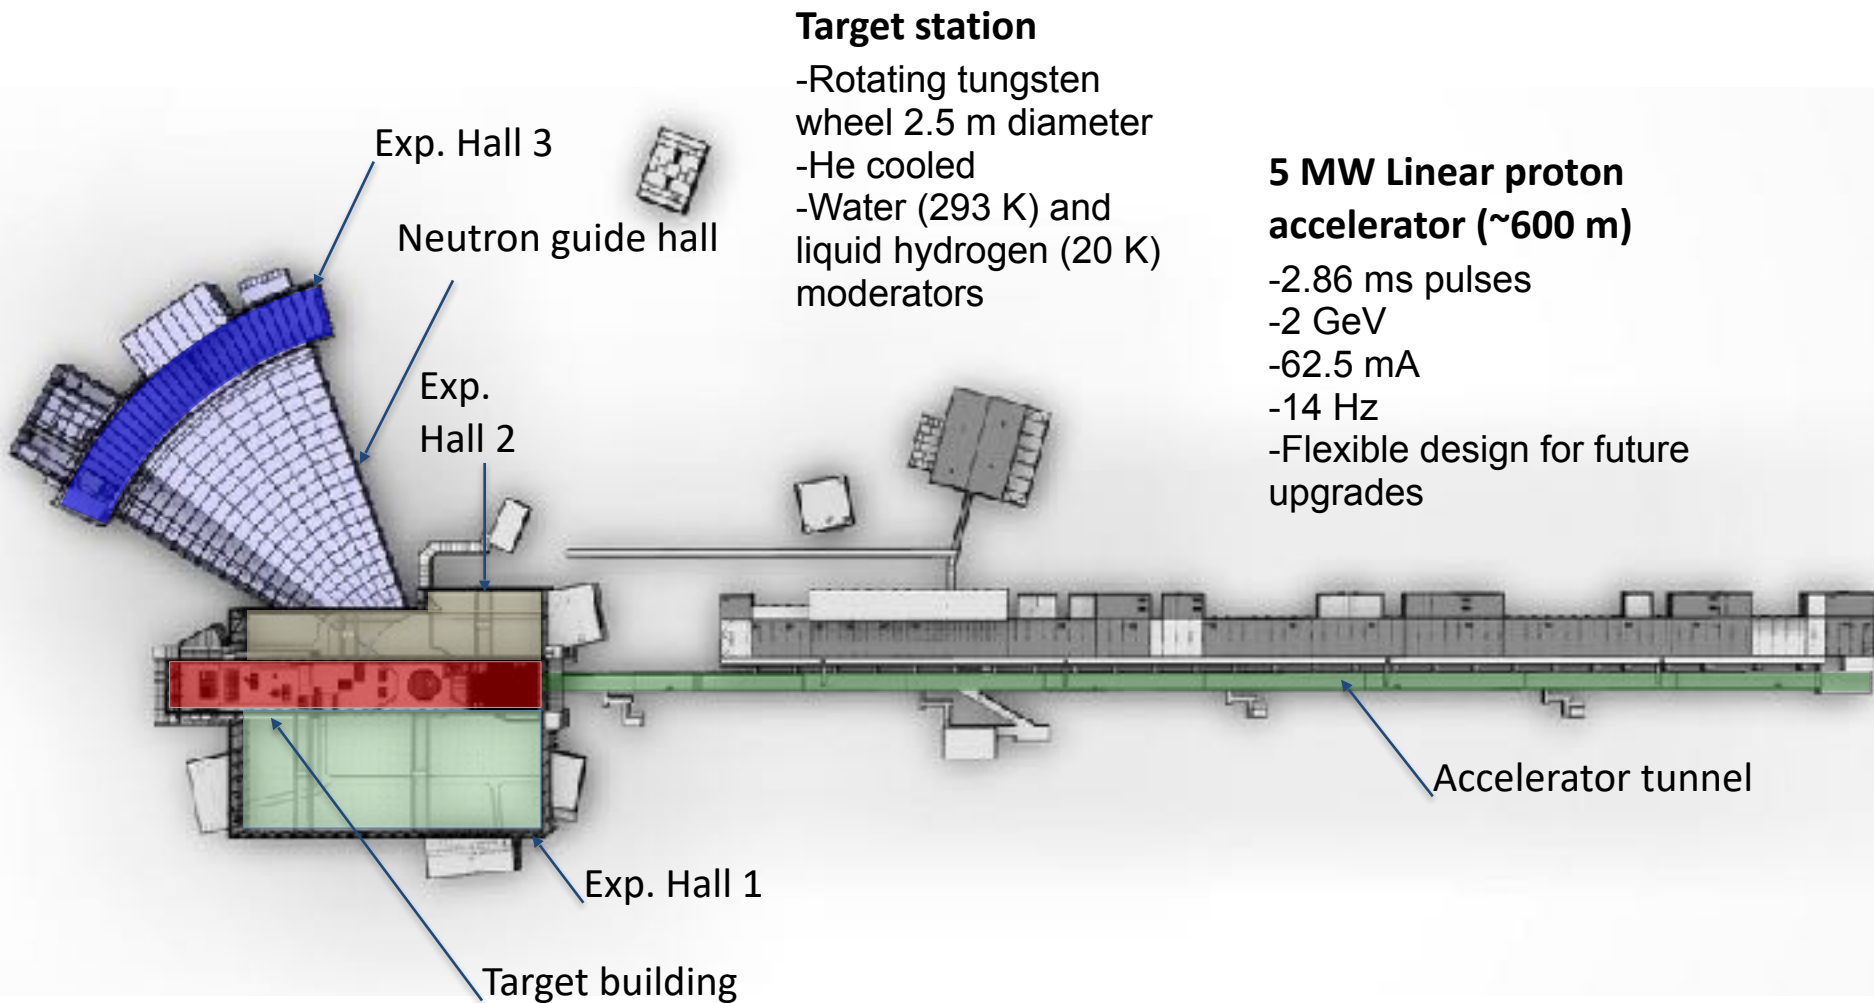 Target station
-Rotating tungsten
wheel 2.5 m diameter
-He cooled
-Water (293 K) and
liquid hydrogen (20 K)
moderators
5 MW Linear proton
accelerator (~600 m)
-2.86 ms pulses
-2 GeV
-62.5 mA
-14 Hz
-Flexible design for future
upgrades
Exp. Hall 3
Neutron guide hall
Exp.
Hall 2
Accelerator tunnel
Exp. Hall 1
Target building